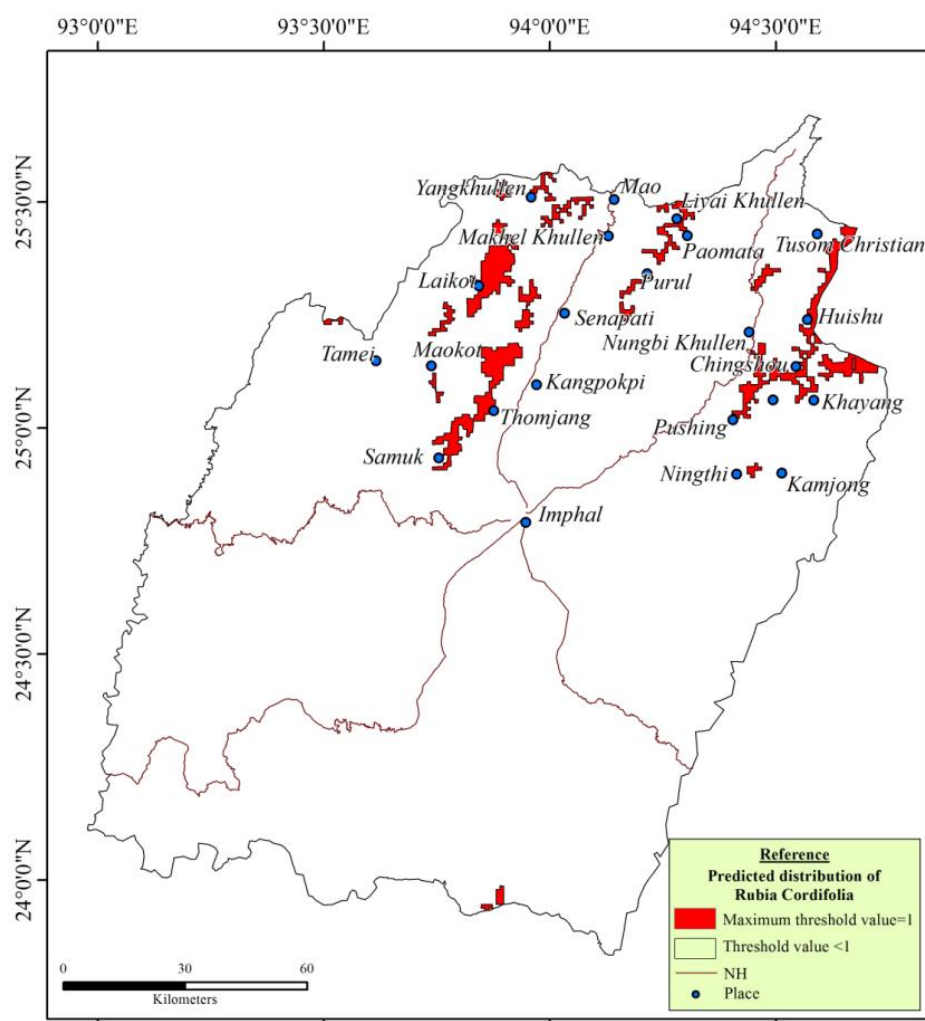 93°0'0"E 93°30'0"E 94°0'0"E 94°30'0"E
25°30'0"N
25°0'0"N
24°30'0"N
24°0'0"N
Yangkhullen
Mao
Liyai Khullen
Makhel Khullen
Paomata
Tusom Christian
Laikot
Purul
Senapati
Huishu
Nungbi Khullen
Tamei
Maokot
Chingshou
Kangpokpi
Khayang
Thomjang
Pushing
Samuk
Ningthi
Kamjong
Imphal
Reference
Predicted distribution of
Rubia Cordifolia
Maximum threshold value=1
Threshold value <1
NH
Place
0 30 60
Kilometers